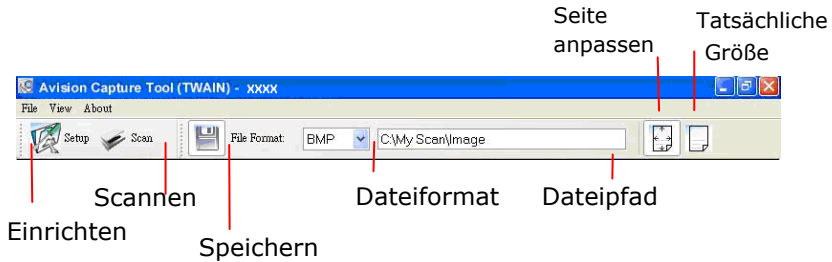 Seite
anpassen
Tatsächliche
Größe
Avision Capture Tool (TWAIN) - xxxx
File View About
Setup Scan File Format: BMP C:\My Scan\Image
Scannen
Dateiformat
Dateipfad
Einrichten
Speichern